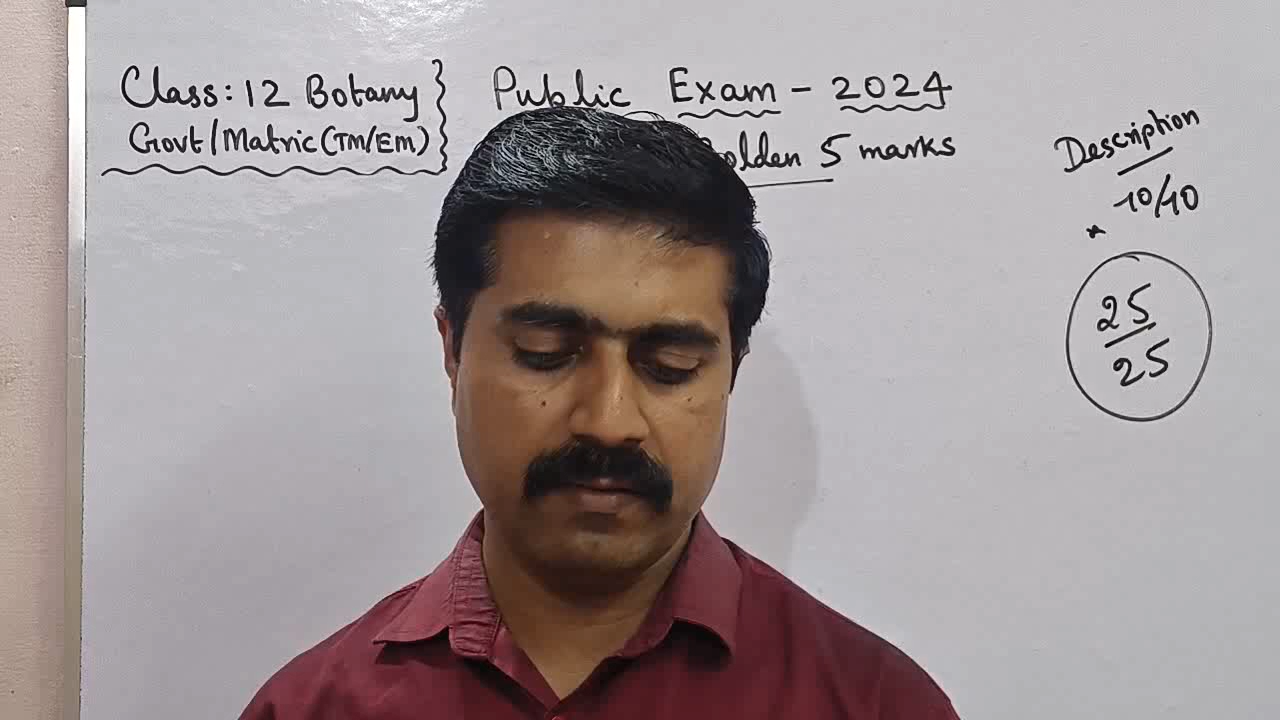 Class: 12 Botany
Govt/Matric(TM/EM)
Public Exam - 2024
5 marks
Description
10/10
25
25